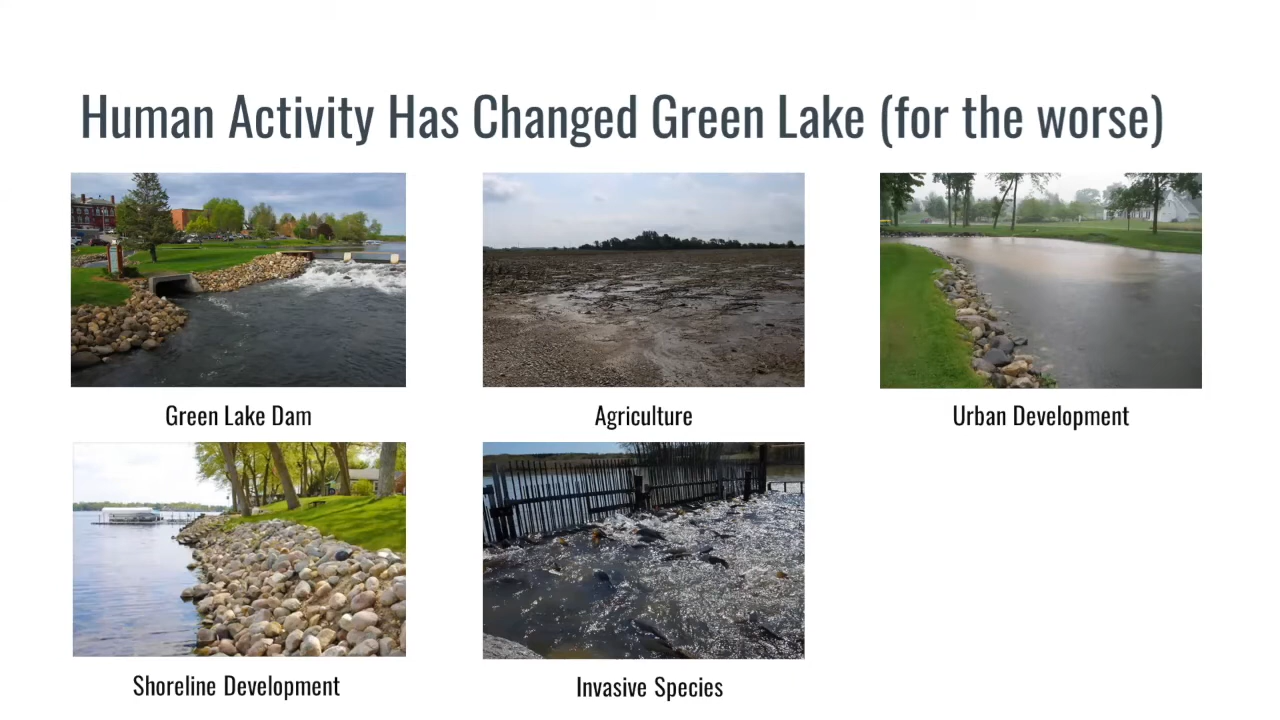 Human Activity Has Changed Green Lake (for the worse)
Green Lake Dam
Agriculture
Urban Development
Shoreline Development
Invasive Species